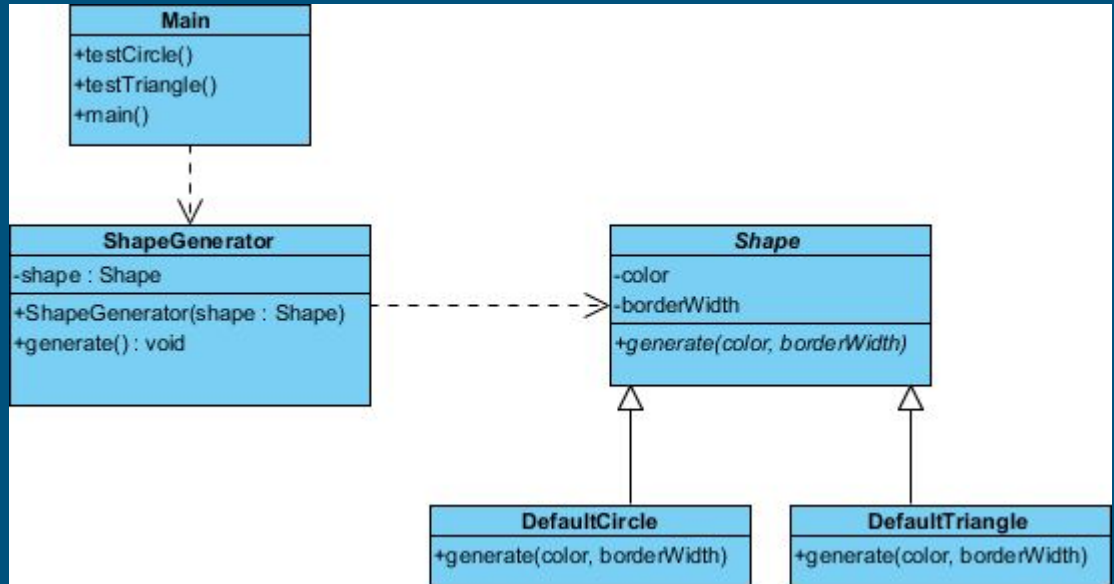 Main
+testCircle()
+testTriangle()
+main()
ShapeGenerator
-shape : Shape
+ShapeGenerator(shape : Shape)
+generate() : void
Shape
-color
-borderWidth
+generate(color, borderWidth)
DefaultCircle
+generate(color, borderWidth)
DefaultTriangle
+generate(color, borderWidth)